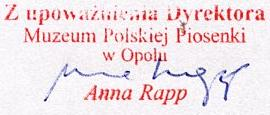 Z upoważnienia Dyrektora
Muzeum Polskiej Piosenki
w Opolu
Anna Rapp